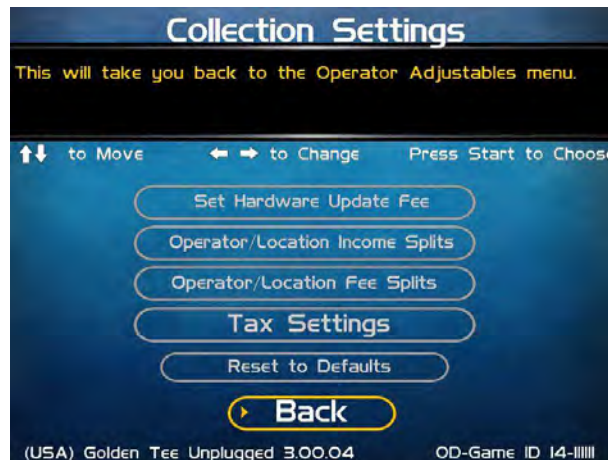 Collection Settings
This will take you back to the Operator Adjustables menu.
to Move to Change Press Start to Choose
Set Hardware Update Fee
Operator/Location Income Splits
Operator/Location Fee Splits
Tax Settings
Reset to Defaults
Back
(USA) Golden Tee Unplugged 3.00.04 OD-Game ID 14-111111